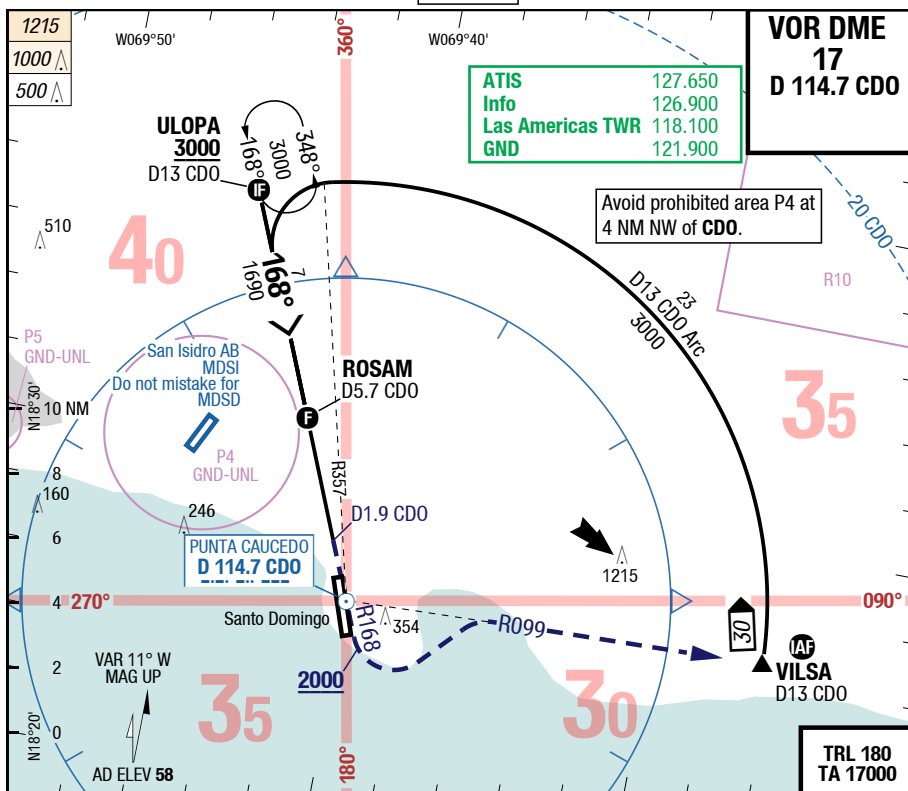 1215
1000
500
W069°50'
W069°40'
360°
VOR DME
17
D 114.7 CDO
ATIS 127.650
Info 126.900
Las Americas TWR 118.100
GND 121.900
ULOPA
3000
D13 CDO
IF
168°
3000
348°
Avoid prohibited area P4 at
4 NM NW of CDO.
20 CDO
R10
510
40
7
168°
1690
23
D13 CDO Arc
3000
P5
GND-UNL
San Isidro AB
MDSI
Do not mistake for
MDSD
ROSAM
D5.7 CDO
F
N18°30'
10 NM
35
P4
GND-UNL
R357
8
160
246
D1.9 CDO
6
PUNTA CAUCEDO
D 114.7 CDO
1215
4
270°
090°
Santo Domingo
R168
354
R099
30
IAF
VILSA
D13 CDO
2
VAR 11° W
MAG UP
2000
35
30
N18°20'
0
AD ELEV 58
180°
TRL 180
TA 17000